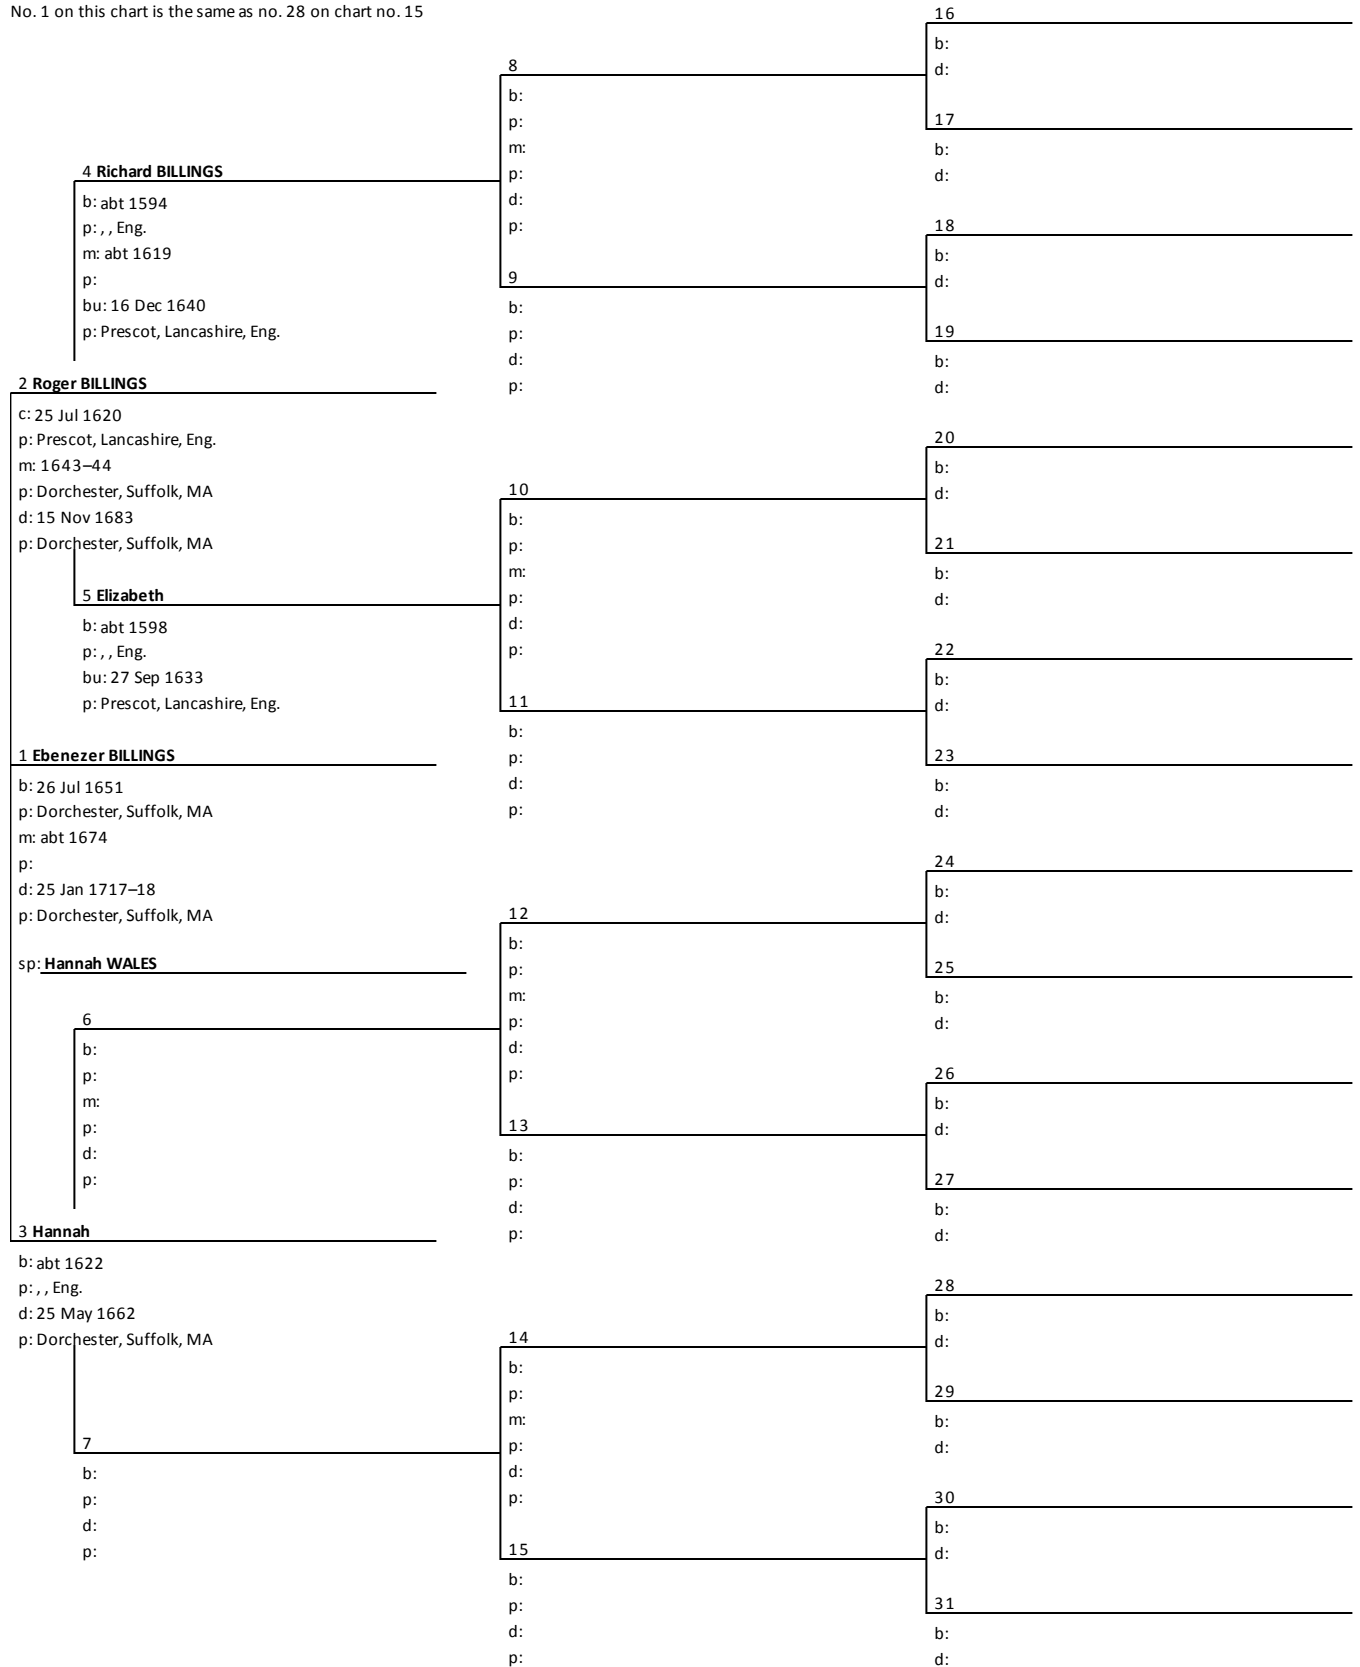 No. 1 on this chart is the same as no. 28 on chart no. 15
4 Richard BILLINGS
b: abt 1594
p: , , Eng.
m: abt 1619
p:
bu: 16 Dec 1640
p: Prescot, Lancashire, Eng.
2 Roger BILLINGS
c: 25 Jul 1620
p: Prescot, Lancashire, Eng.
m: 1643–44
p: Dorchester, Suffolk, MA
d: 15 Nov 1683
p: Dorchester, Suffolk, MA
5 Elizabeth
b: abt 1598
p: , , Eng.
bu: 27 Sep 1633
p: Prescot, Lancashire, Eng.
1 Ebenezer BILLINGS
b: 26 Jul 1651
p: Dorchester, Suffolk, MA
m: abt 1674
p:
d: 25 Jan 1717–18
p: Dorchester, Suffolk, MA
sp: Hannah WALES
6
b:
p:
m:
p:
d:
p:
3 Hannah
b: abt 1622
p: , , Eng.
d: 25 May 1662
p: Dorchester, Suffolk, MA
7
b:
p:
d:
p:
8
b:
p:
m:
p:
d:
p:
9
b:
p:
d:
p:
10
b:
p:
m:
p:
d:
p:
11
b:
p:
d:
p:
12
b:
p:
m:
p:
d:
p:
13
b:
p:
d:
p:
14
b:
p:
m:
p:
d:
p:
15
b:
p:
d:
p:
16
b:
d:
17
b:
d:
18
b:
d:
19
b:
d:
20
b:
d:
21
b:
d:
22
b:
d:
23
b:
d:
24
b:
d:
25
b:
d:
26
b:
d:
27
b:
d:
28
b:
d:
29
b:
d:
30
b:
d:
31
b:
d: